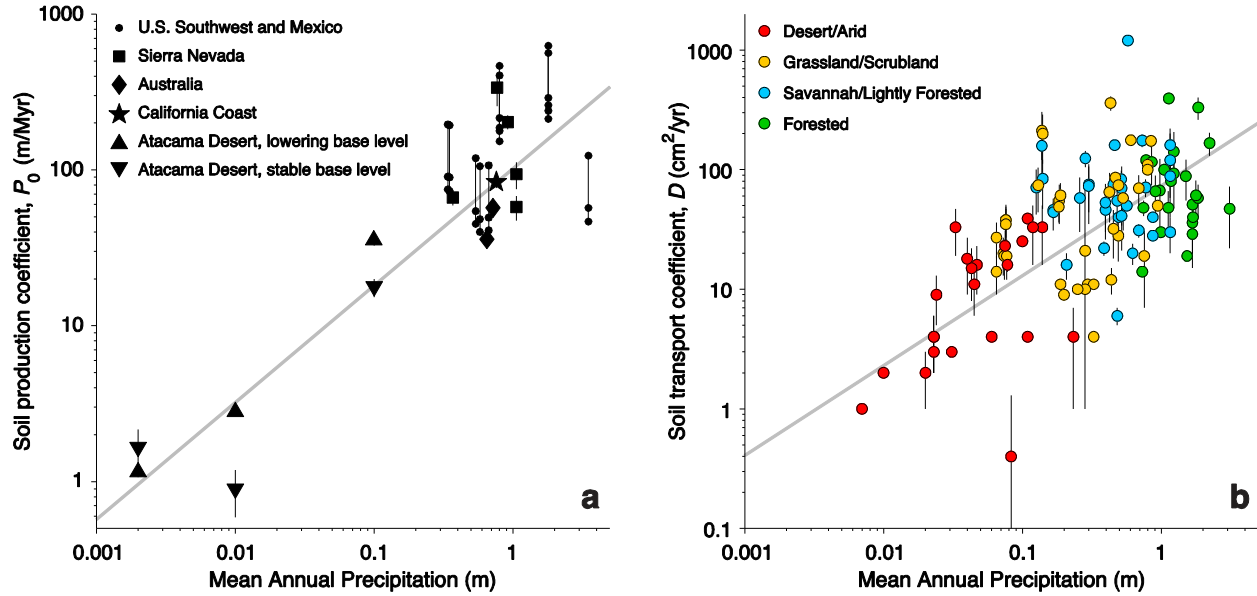 1000
100
10
1
0.001
0.01
0.1
1
Soil production coefficient, P0 (m/Myr)
Mean Annual Precipitation (m)
U.S. Southwest and Mexico
Sierra Nevada
Australia
California Coast
Atacama Desert, lowering base level
Atacama Desert, stable base level
a
1000
100
10
1
0.1
0.001
0.01
0.1
1
Soil transport coefficient, D (cm2/yr)
Mean Annual Precipitation (m)
Desert/Arid
Grassland/Scrubland
Savannah/Lightly Forested
Forested
b